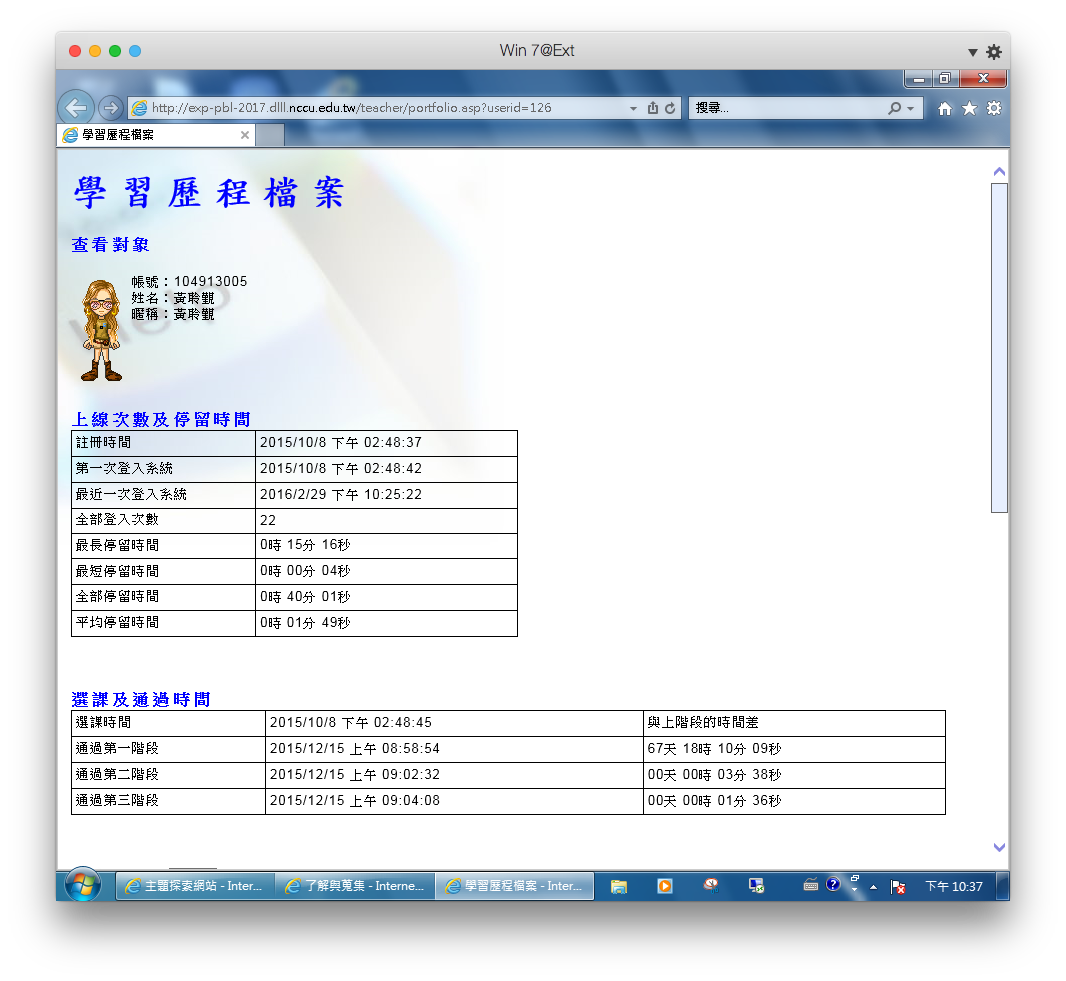 Win 7@Ext
http://exp-pbl-2017.dlll.nccu.edu.tw/teacher/portfolio.asp?userid=126
搜尋...
學習歷程檔案
學習歷程檔案
查看對象
帳號：104913005
姓名：黃聆覲
暱稱：黃聆覲
上線次數及停留時間
註冊時間 2015/10/8 下午 02:48:37
第一次登入系統 2015/10/8 下午 02:48:42
最近一次登入系統 2016/2/29 下午 10:25:22
全部登入次數 22
最長停留時間 0時 15分 16秒
最短停留時間 0時 00分 04秒
全部停留時間 0時 40分 01秒
平均停留時間 0時 01分 49秒
選課及通過時間
選課時間 2015/10/8 下午 02:48:45 與上階段的時間差
通過第一階段 2015/12/15 上午 08:58:54 67天 18時 10分 09秒
通過第二階段 2015/12/15 上午 09:02:32 00天 00時 03分 38秒
通過第三階段 2015/12/15 上午 09:04:08 00天 00時 01分 36秒
主題探索網站 - Inter... 了解與蒐集 - Interne... 學習歷程檔案 - Inter... 下午 10:37